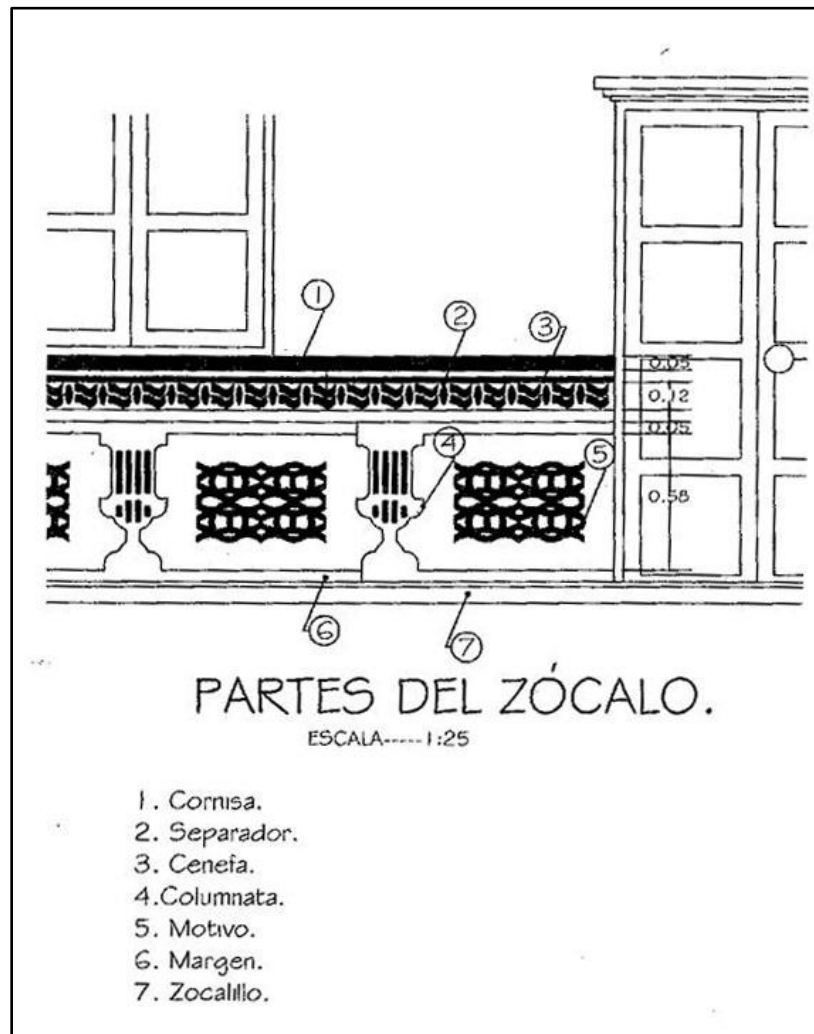 1
2
3
0.05
0.12
0.05
4
5
0.58
6
7
PARTES DEL ZÓCALO.
ESCALA-----1:25
1. Cornisa.
2. Separador.
3. Cenefa.
4.Columnata.
5. Motivo.
6. Margen.
7. Zocalillo.